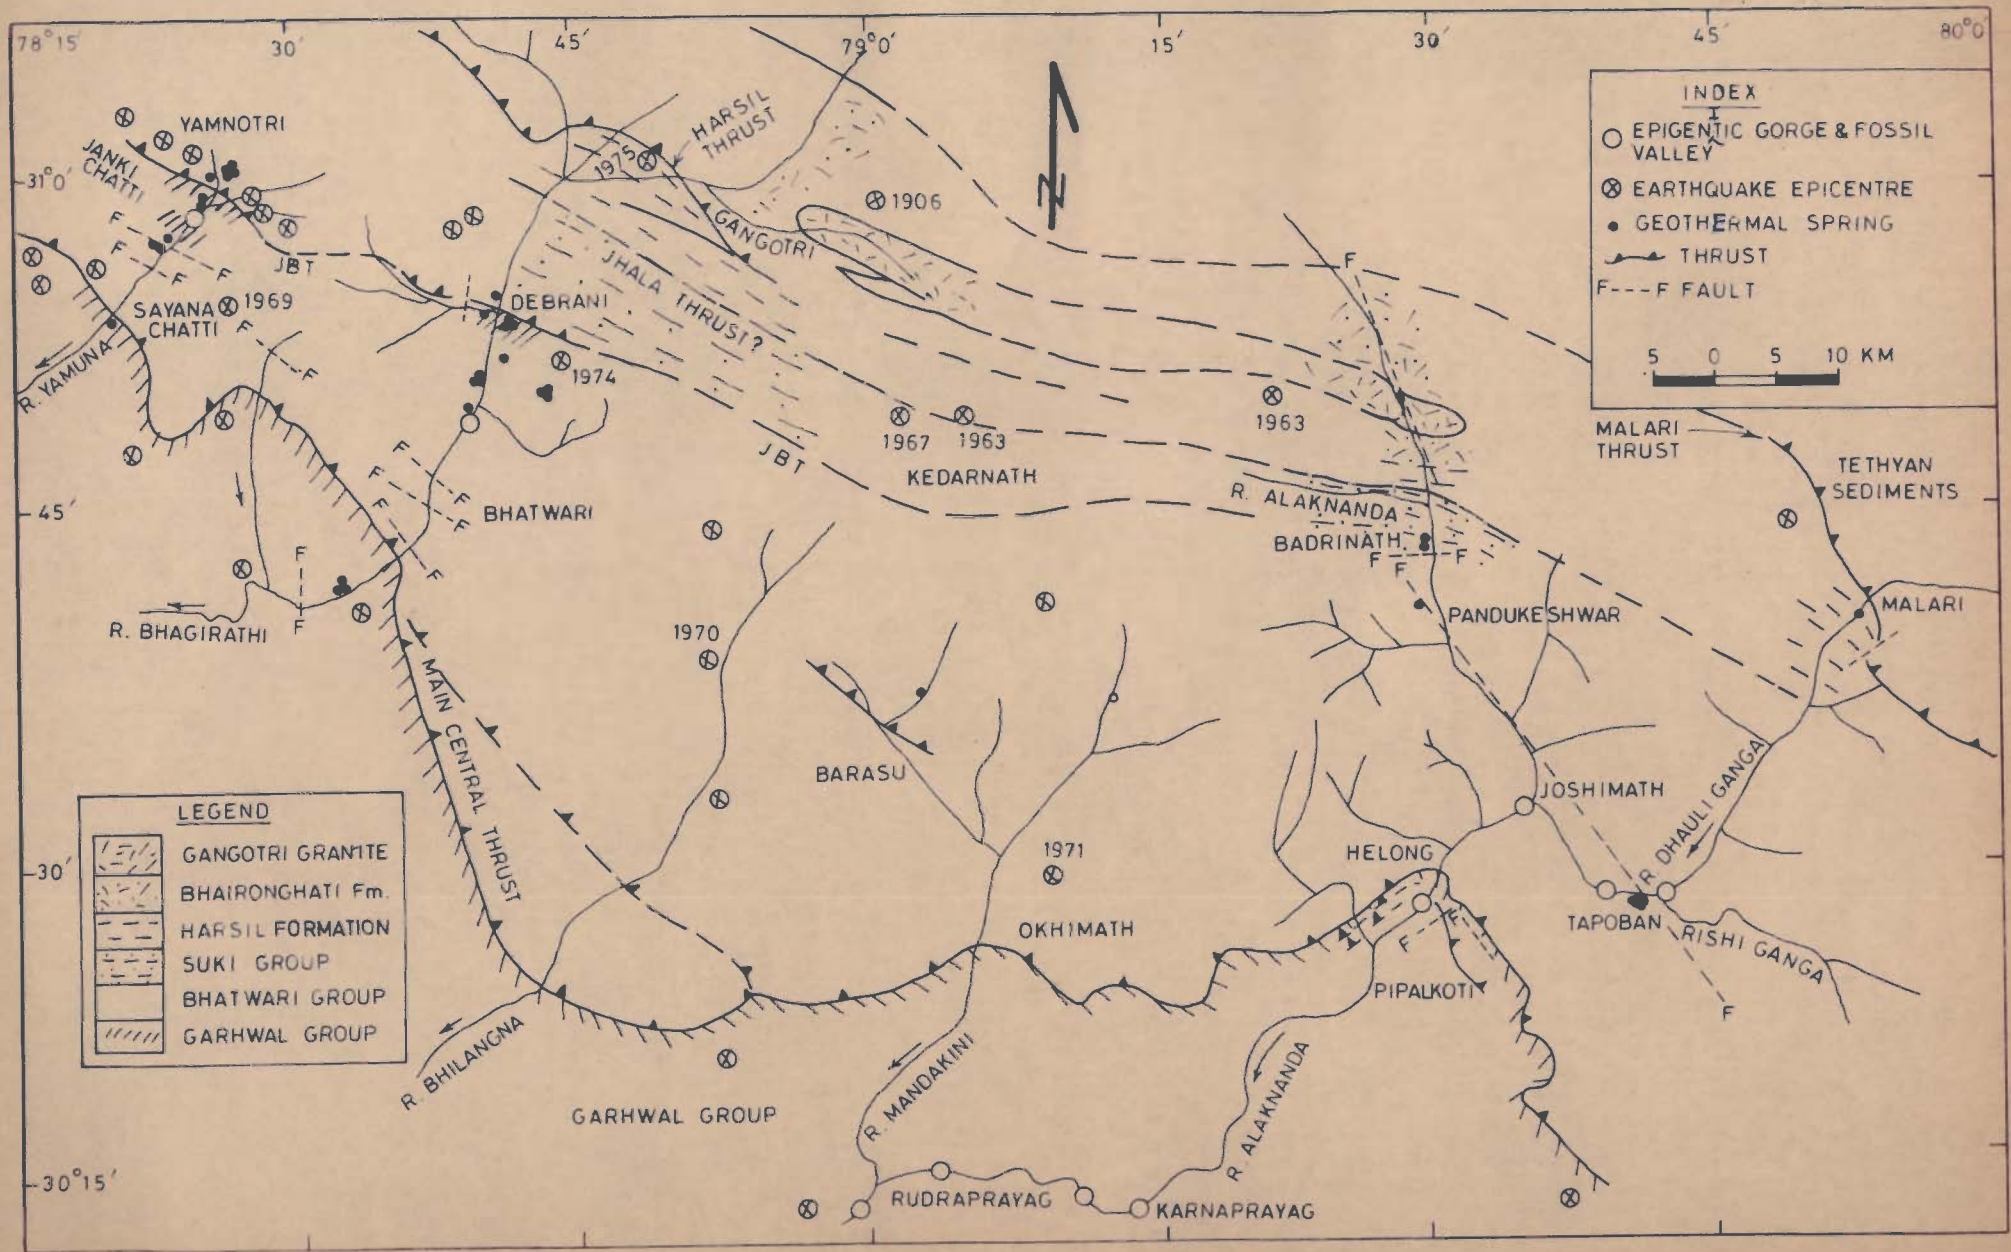 78°15′
30′
45′
79°0′
15′
30′
45′
80°0′
31°0′
45′
30′
30°15′
INDEX
I
EPIGENTIC GORGE & FOSSIL
VALLEY
EARTHQUAKE EPICENTRE
GEOTHERMAL SPRING
THRUST
F---F FAULT
5 0 5 10 KM
N
YAMNOTRI
JANKI
CHATTI
HARSIL
THRUST
1975
1906
GANGOTRI
F
F
F
F
JBT
SAYANA
CHATTI
1969
F
F
R. YAMUNA
DEBRANI
JHALA THRUST?
1974
F
1967
1963
1963
JBT
KEDARNATH
MALARI
THRUST
TETHYAN
SEDIMENTS
F
F
F
F
F
F
BHATWARI
R. ALAKNANDA
BADRINATH
F
F
F
F
F
R. BHAGIRATHI
PANDUKESHWAR
MALARI
1970
MAIN CENTRAL THRUST
BARASU
JOSHIMATH
R. DHAULI GANGA
LEGEND
GANGOTRI GRANITE
BHAIRONGHATI Fm.
HARSIL FORMATION
SUKI GROUP
BHATWARI GROUP
GARHWAL GROUP
1971
HELONG
OKHIMATH
TAPOBAN
RISHI GANGA
F
F
F
PIPALKOTI
R. BHILANGNA
R. MANDAKINI
R. ALAKNANDA
GARHWAL GROUP
RUDRAPRAYAG
KARNAPRAYAG